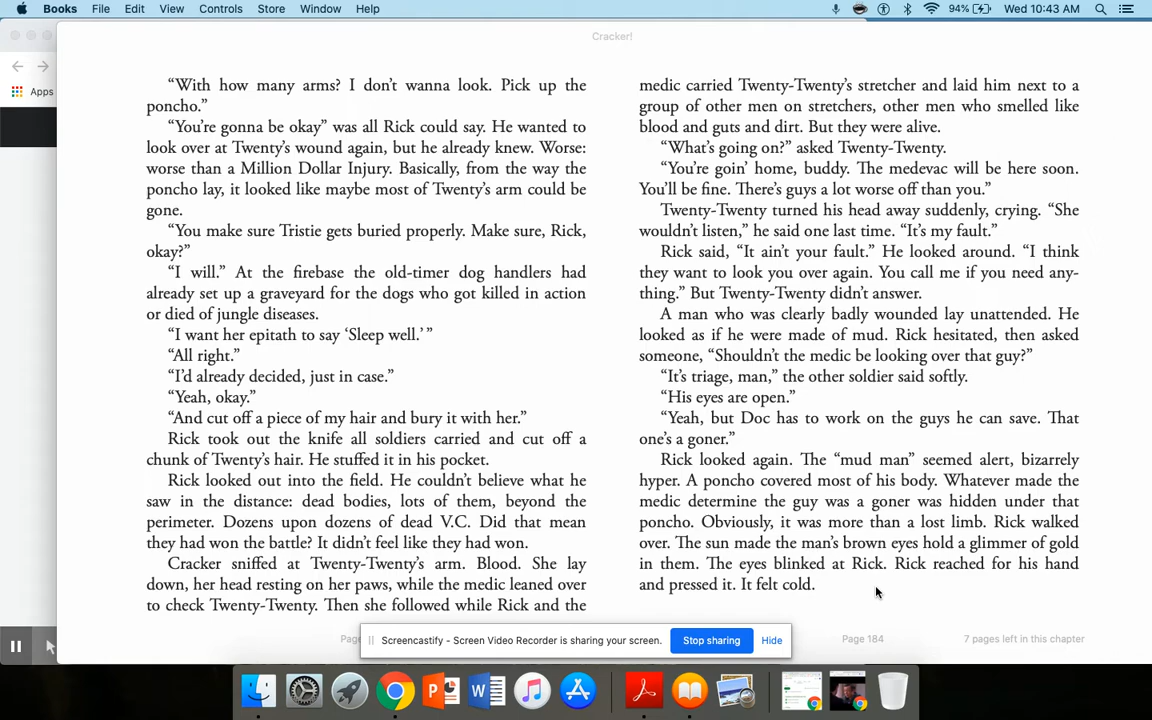 Books File Edit View Controls Store Window Help 94% Wed 10:43 AM
Cracker!
Apps
“With how many arms? I don’t wanna look. Pick up the
poncho.”
“You’re gonna be okay” was all Rick could say. He wanted to
look over at Twenty’s wound again, but he already knew. Worse:
worse than a Million Dollar Injury. Basically, from the way the
poncho lay, it looked like maybe most of Twenty’s arm could be
gone.
“You make sure Tristie gets buried properly. Make sure, Rick,
okay?”
“I will.” At the firebase the old-timer dog handlers had
already set up a graveyard for the dogs who got killed in action
or died of jungle diseases.
“I want her epitath to say ‘Sleep well.’ ”
“All right.”
“I’d already decided, just in case.”
“Yeah, okay.”
“And cut off a piece of my hair and bury it with her.”
Rick took out the knife all soldiers carried and cut off a
chunk of Twenty’s hair. He stuffed it in his pocket.
Rick looked out into the field. He couldn’t believe what he
saw in the distance: dead bodies, lots of them, beyond the
perimeter. Dozens upon dozens of dead V.C. Did that mean
they had won the battle? It didn’t feel like they had won.
Cracker sniffed at Twenty-Twenty’s arm. Blood. She lay
down, her head resting on her paws, while the medic leaned over
to check Twenty-Twenty. Then she followed while Rick and the
medic carried Twenty-Twenty’s stretcher and laid him next to a
group of other men on stretchers, other men who smelled like
blood and guts and dirt. But they were alive.
“What’s going on?” asked Twenty-Twenty.
“You’re goin’ home, buddy. The medevac will be here soon.
You’ll be fine. There’s guys a lot worse off than you.”
Twenty-Twenty turned his head away suddenly, crying. “She
wouldn’t listen,” he said one last time. “It’s my fault.”
Rick said, “It ain’t your fault.” He looked around. “I think
they want to look you over again. You call me if you need any-
thing.” But Twenty-Twenty didn’t answer.
A man who was clearly badly wounded lay unattended. He
looked as if he were made of mud. Rick hesitated, then asked
someone, “Shouldn’t the medic be looking over that guy?”
“It’s triage, man,” the other soldier said softly.
“His eyes are open.”
“Yeah, but Doc has to work on the guys he can save. That
one’s a goner.”
Rick looked again. The “mud man” seemed alert, bizarrely
hyper. A poncho covered most of his body. Whatever made the
medic determine the guy was a goner was hidden under that
poncho. Obviously, it was more than a lost limb. Rick walked
over. The sun made the man’s brown eyes hold a glimmer of gold
in them. The eyes blinked at Rick. Rick reached for his hand
and pressed it. It felt cold.
Page 184 7 pages left in this chapter
Screencastify - Screen Video Recorder is sharing your screen. Stop sharing Hide